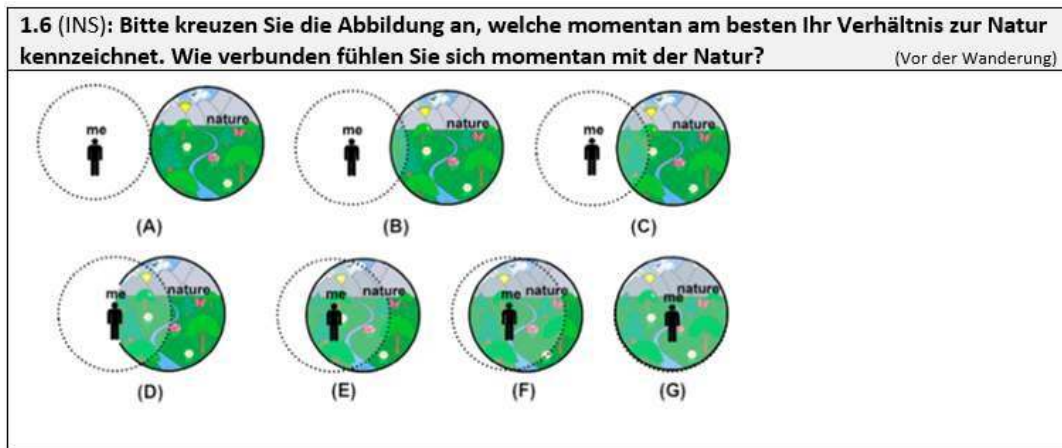 1.6 (INS): Bitte kreuzen Sie die Abbildung an, welche momentan am besten Ihr Verhältnis zur Natur
kennzeichnet. Wie verbunden fühlen Sie sich momentan mit der Natur? (Vor der Wanderung)
me nature me nature me nature
(A) (B) (C)
me nature me nature me nature me nature
(D) (E) (F) (G)